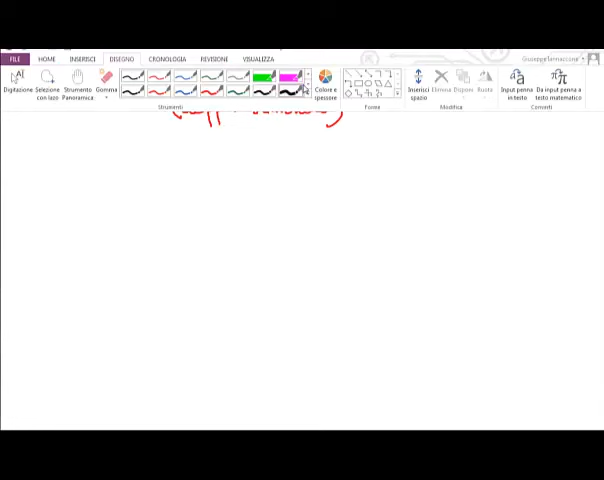 FILE HOME INSERISCI DISEGNO CRONOLOGIA REVISIONE VISUALIZZA
Digitazione Selezione con lazo Strumento Panoramica Gomma Colore e spessore Inserisci spazio Elimina Disponi Ruota Input penna in testo Da input penna a testo matematico
Strumenti Forme Modifica Converti